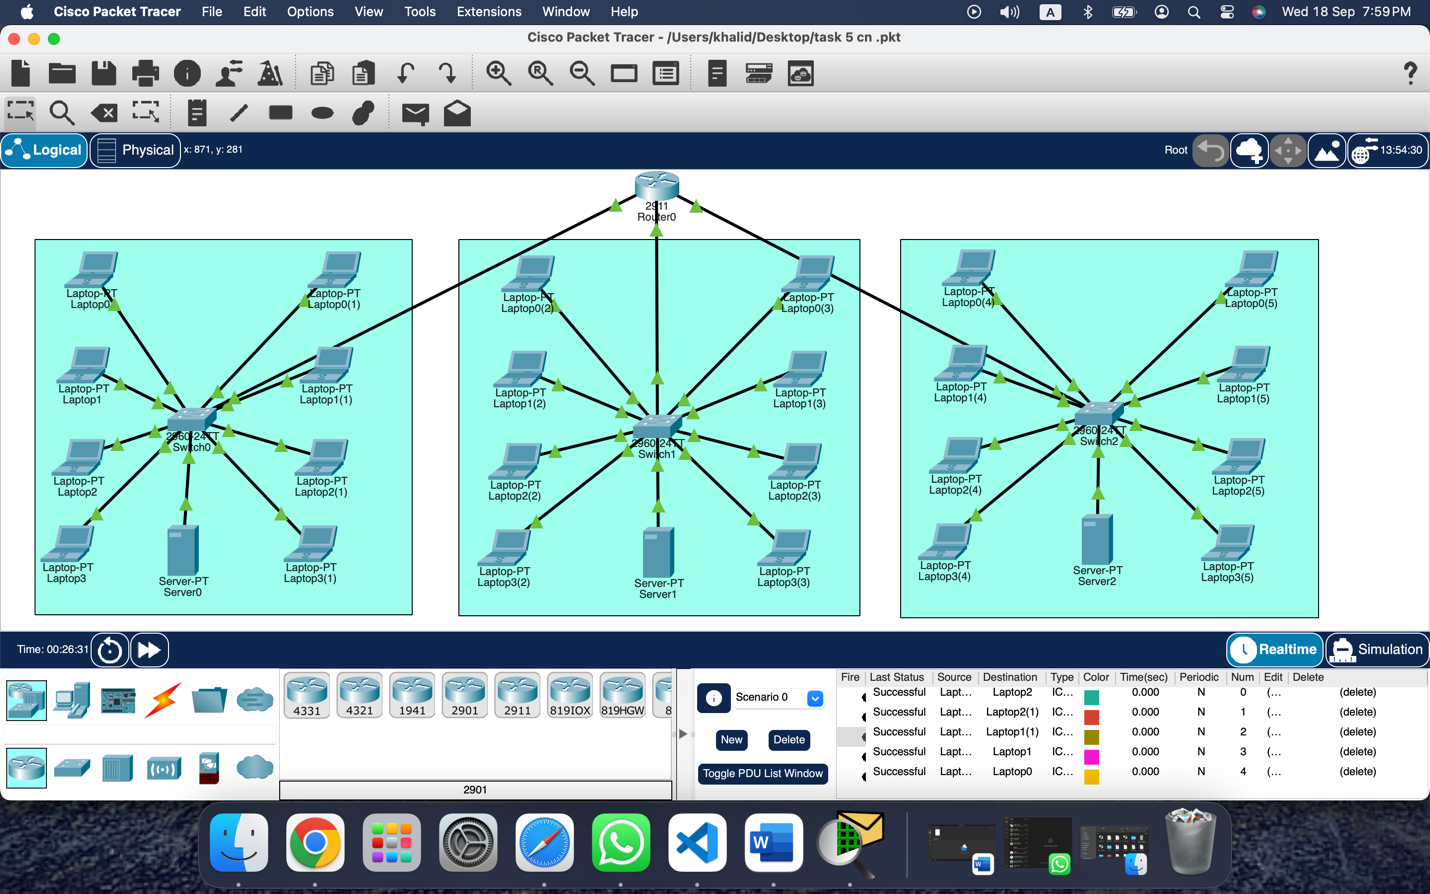 Cisco Packet Tracer File Edit Options View Tools Extensions Window Help A Wed 18 Sep 7:59 PM
Cisco Packet Tracer - /Users/khalid/Desktop/task 5 cn .pkt
Logical Physical x: 871, y: 281 Root 13:54:30
2911
Router0
Laptop-PT
Laptop0
Laptop-PT
Laptop0(1)
Laptop-PT
Laptop1
Laptop-PT
Laptop1(1)
2960-24TT
Switch0
Laptop-PT
Laptop2
Laptop-PT
Laptop2(1)
Laptop-PT
Laptop3
Server-PT
Server0
Laptop-PT
Laptop3(1)
Laptop-PT
Laptop0(2)
Laptop-PT
Laptop0(3)
Laptop-PT
Laptop1(2)
Laptop-PT
Laptop1(3)
2960-24TT
Switch1
Laptop-PT
Laptop2(2)
Laptop-PT
Laptop2(3)
Laptop-PT
Laptop3(2)
Server-PT
Server1
Laptop-PT
Laptop3(3)
Laptop-PT
Laptop0(4)
Laptop-PT
Laptop0(5)
Laptop-PT
Laptop1(4)
Laptop-PT
Laptop1(5)
2960-24TT
Switch2
Laptop-PT
Laptop2(4)
Laptop-PT
Laptop2(5)
Laptop-PT
Laptop3(4)
Server-PT
Server2
Laptop-PT
Laptop3(5)
Time: 00:26:31 Realtime Simulation
4331 4321 1941 2901 2911 819IOX 819HGW 8
2901
Scenario 0
New Delete
Toggle PDU List Window
Fire Last Status Source Destination Type Color Time(sec) Periodic Num Edit Delete
Successful Lapt... Laptop2 IC... 0.000 N 0 (... (delete)
Successful Lapt... Laptop2(1) IC... 0.000 N 1 (... (delete)
Successful Lapt... Laptop1(1) IC... 0.000 N 2 (... (delete)
Successful Lapt... Laptop1 IC... 0.000 N 3 (... (delete)
Successful Lapt... Laptop0 IC... 0.000 N 4 (... (delete)